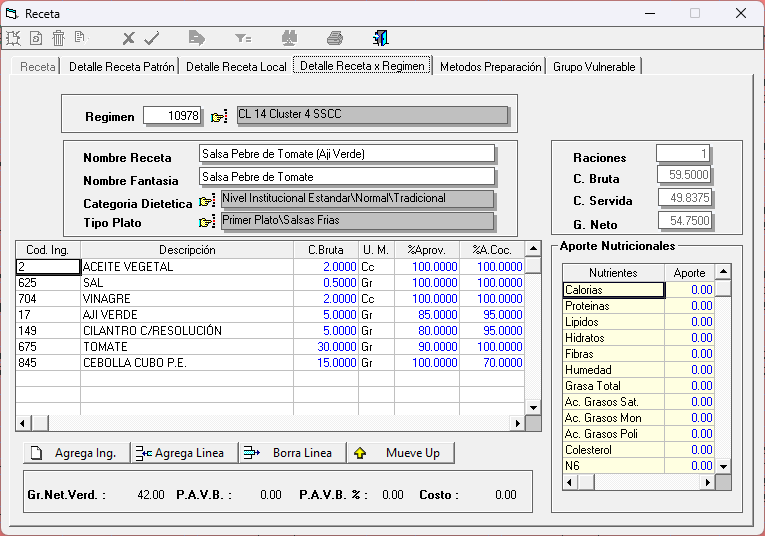 Receta
Receta Detalle Receta Patrón Detalle Receta Local Detalle Receta x Regimen Metodos Preparación Grupo Vulnerable
Regimen 10978 CL 14 Cluster 4 SSCC
Nombre Receta Salsa Pebre de Tomate (Aji Verde)
Nombre Fantasia Salsa Pebre de Tomate
Categoria Dietetica Nivel Institucional Estandar\Normal\Tradicional
Tipo Plato Primer Plato\Salsas Frias
Raciones 1
C. Bruta 59.5000
C. Servida 49.8375
G. Neto 54.7500
Cod. Ing. Descripción C.Bruta U. M. %Aprov. %A.Coc.
2 ACEITE VEGETAL 2.0000 Cc 100.0000 100.0000
625 SAL 0.5000 Gr 100.0000 100.0000
704 VINAGRE 2.0000 Cc 100.0000 100.0000
17 AJI VERDE 5.0000 Gr 85.0000 95.0000
149 CILANTRO C/RESOLUCIÓN 5.0000 Gr 80.0000 95.0000
675 TOMATE 30.0000 Gr 90.0000 100.0000
845 CEBOLLA CUBO P.E. 15.0000 Gr 100.0000 70.0000
Aporte Nutricionales
Nutrientes Aporte
Calorias 0.00
Proteinas 0.00
Lipidos 0.00
Hidratos 0.00
Fibras 0.00
Humedad 0.00
Grasa Total 0.00
Ac. Grasos Sat. 0.00
Ac. Grasos Mon 0.00
Ac. Grasos Poli 0.00
Colesterol 0.00
N6 0.00
Agrega Ing. Agrega Linea Borra Linea Mueve Up
Gr.Net.Verd. : 42.00 P.A.V.B. : 0.00 P.A.V.B. % : 0.00 Costo : 0.00